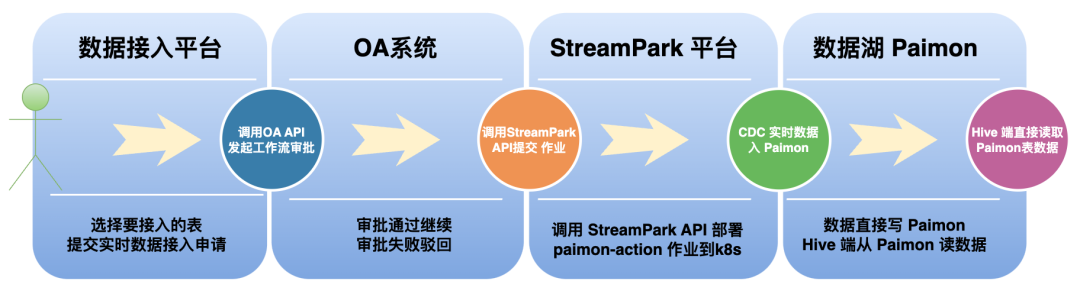 数据接入平台
OA系统
StreamPark 平台
数据湖 Paimon
调用OA API
发起工作流审批
调用StreamPark
API提交 作业
CDC 实时数据
入 Paimon
Hive 端直接读取
Paimon表数据
选择要接入的表
提交实时数据接入申请
审批通过继续
审批失败驳回
调用 StreamPark API 部署
paimon-action 作业到k8s
数据直接写 Paimon
Hive 端从 Paimon 读数据